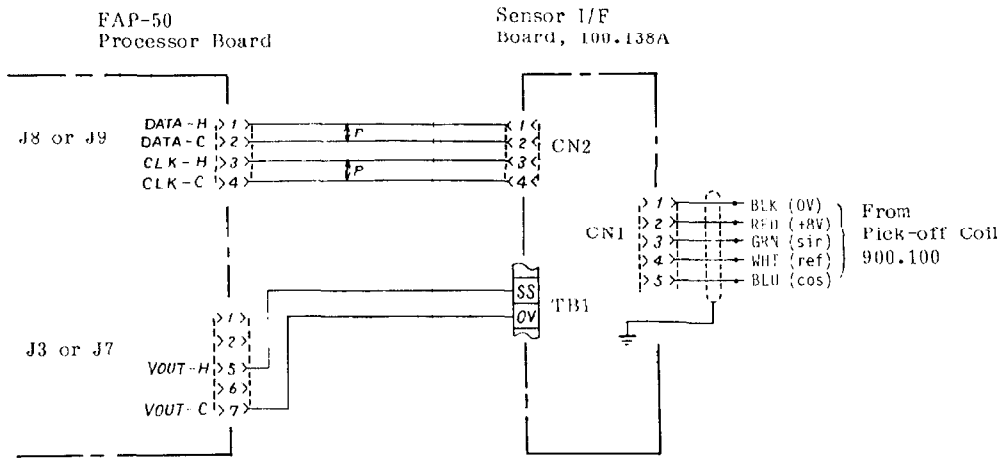 FAP-50
Processor Board
Sensor I/F
Board, 100.138A
J8 or J9
DATA-H 1
DATA-C 2
CLK-H 3
CLK-C 4
P
P
1
2
3
4
CN2
CN1
1 BLK (0V)
2 RED (+8V)
3 GRN (sin)
4 WHT (ref)
5 BLU (cos)
From
Pick-off Coil
900.100
SS
0V
TB1
J3 or J7
1
2
VOUT-H 5
6
VOUT-C 7